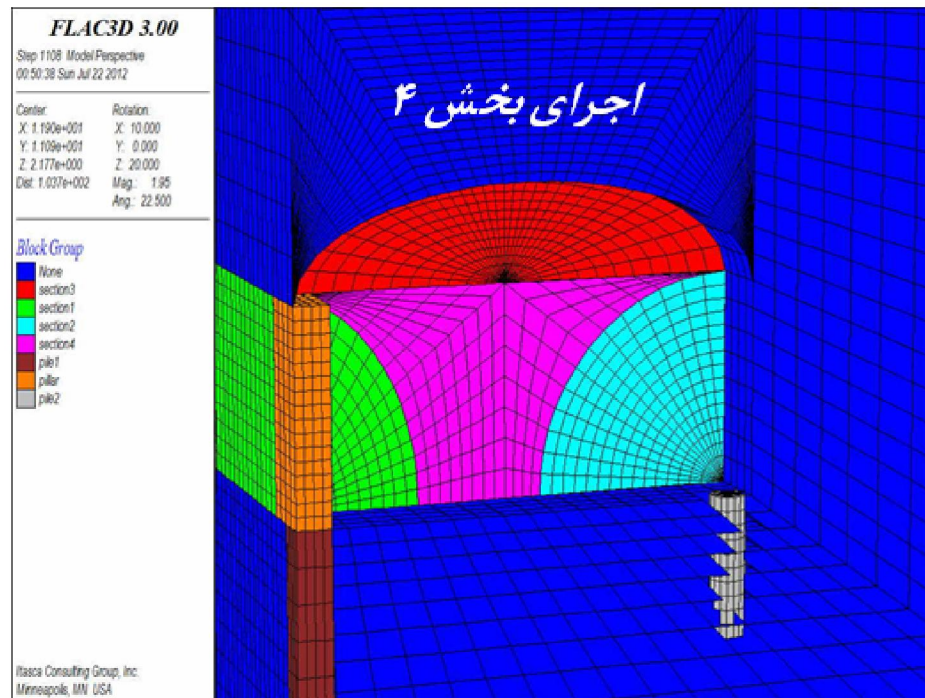 FLAC3D 3.00
Step 1108 Model Perspective
00:50:38 Sun Jul 22 2012
Center: Rotation:
X: 1.190e+001 X: 10.000
Y: 1.109e+001 Y: 0.000
Z: 2.177e+000 Z: 20.000
Dist: 1.037e+002 Mag.: 1.95
Ang.: 22.500
Block Group
None
section3
section1
section2
section4
pile1
pillar
pile2
اجرای بخش ۴
Itasca Consulting Group, Inc.
Minneapolis, MN USA